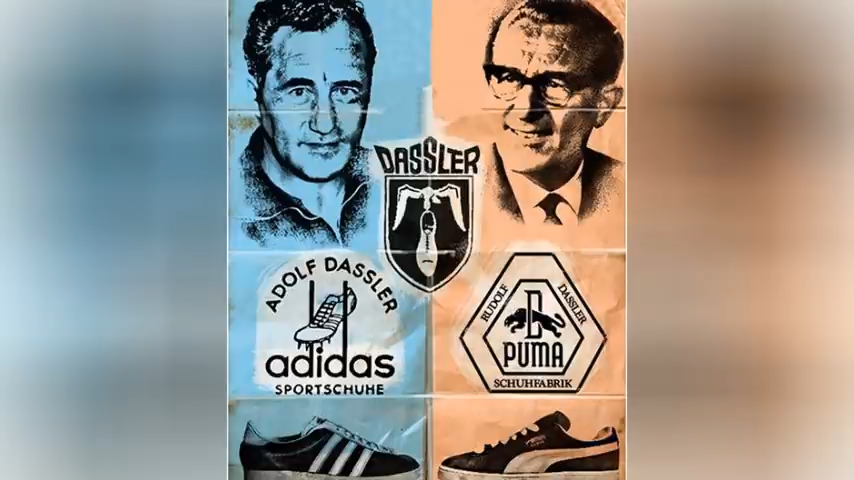 DASSLER
ADOLF DASSLER
adidas
SPORTSCHUHE
RUDOLF DASSLER
PUMA
SCHUHFABRIK